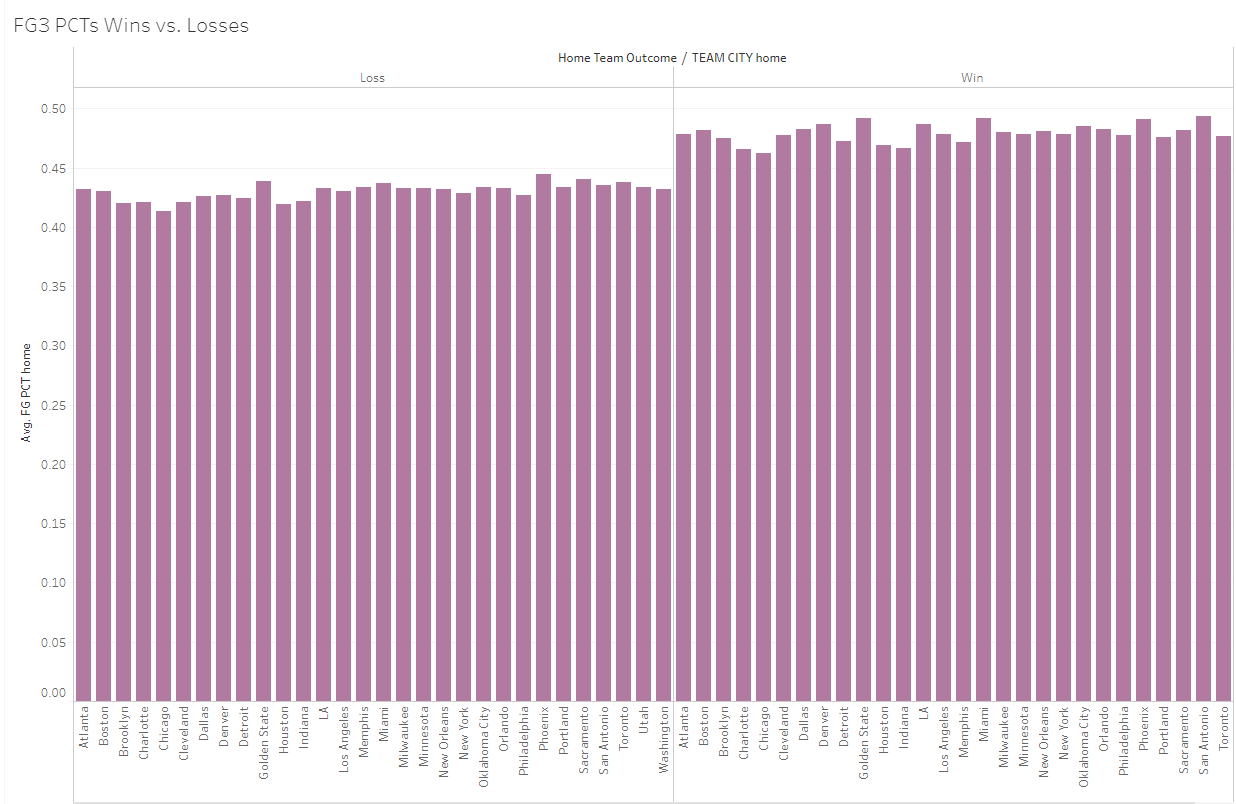 FG3 PCTs Wins vs. Losses
Home Team Outcome / TEAM CITY home
Loss
Win
Avg. FG PCT home
0.50
0.45
0.40
0.35
0.30
0.25
0.20
0.15
0.10
0.05
0.00
Atlanta
Boston
Brooklyn
Charlotte
Chicago
Cleveland
Dallas
Denver
Detroit
Golden State
Houston
Indiana
LA
Los Angeles
Memphis
Miami
Milwaukee
Minnesota
New Orleans
New York
Oklahoma City
Orlando
Philadelphia
Phoenix
Portland
Sacramento
San Antonio
Toronto
Utah
Washington
Atlanta
Boston
Brooklyn
Charlotte
Chicago
Cleveland
Dallas
Denver
Detroit
Golden State
Houston
Indiana
LA
Los Angeles
Memphis
Miami
Milwaukee
Minnesota
New Orleans
New York
Oklahoma City
Orlando
Philadelphia
Phoenix
Portland
Sacramento
San Antonio
Toronto